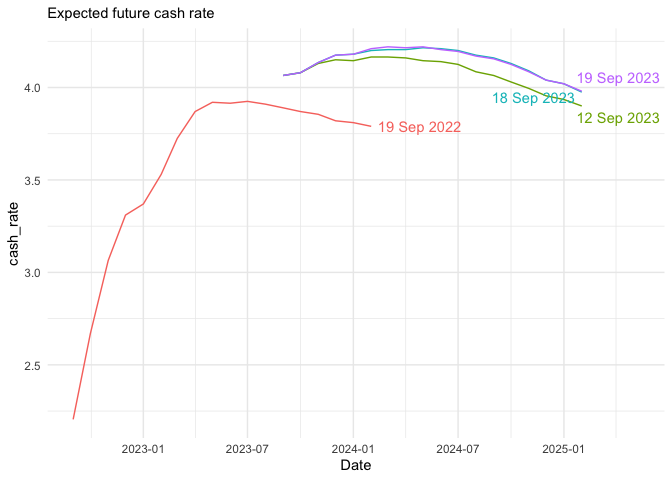 Expected future cash rate
cash_rate
4.0
3.5
3.0
2.5
19 Sep 2023
18 Sep 2023
12 Sep 2023
19 Sep 2022
2023-01
2023-07
2024-01
2024-07
2025-01
Date